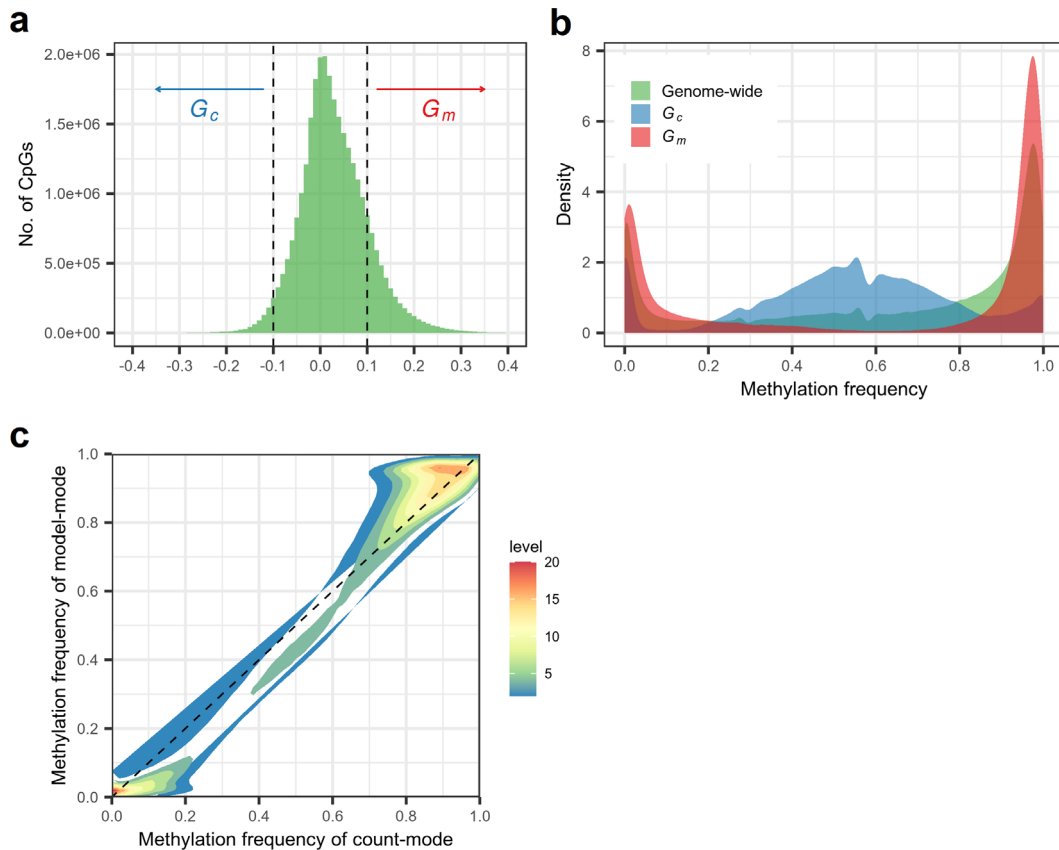 a
No. of CpGs
2.0e+06
1.5e+06
1.0e+06
5.0e+05
0.0e+00
Gc
Gm
-0.4 -0.3 -0.2 -0.1 0.0 0.1 0.2 0.3 0.4
b
Density
8
6
4
2
0
Genome-wide
Gc
Gm
0.0 0.2 0.4 0.6 0.8 1.0
Methylation frequency
c
Methylation frequency of model-mode
1.0
0.8
0.6
0.4
0.2
0.0
0.0 0.2 0.4 0.6 0.8 1.0
Methylation frequency of count-mode
level
20
15
10
5